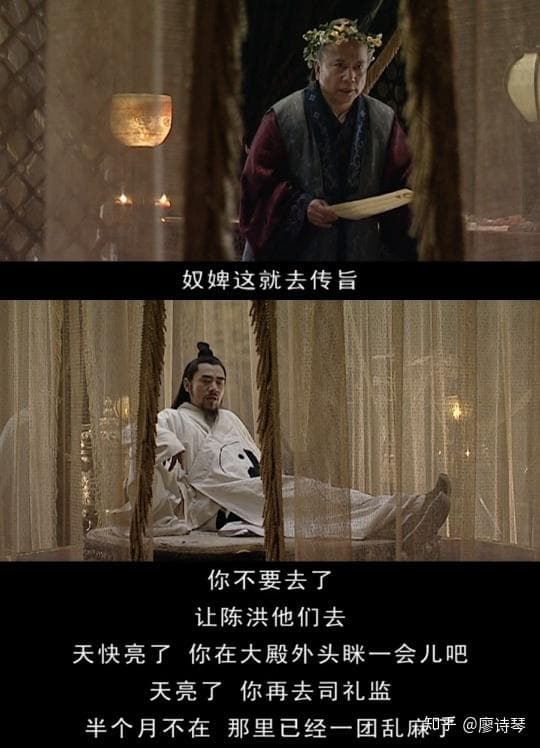 奴婢这就去传旨
你不要去了
让陈洪他们去
天快亮了 你在大殿外头眯一会儿吧
天亮了 你再去司礼监
半个月不在 那里已经一团乱麻了
知乎 @廖诗琴